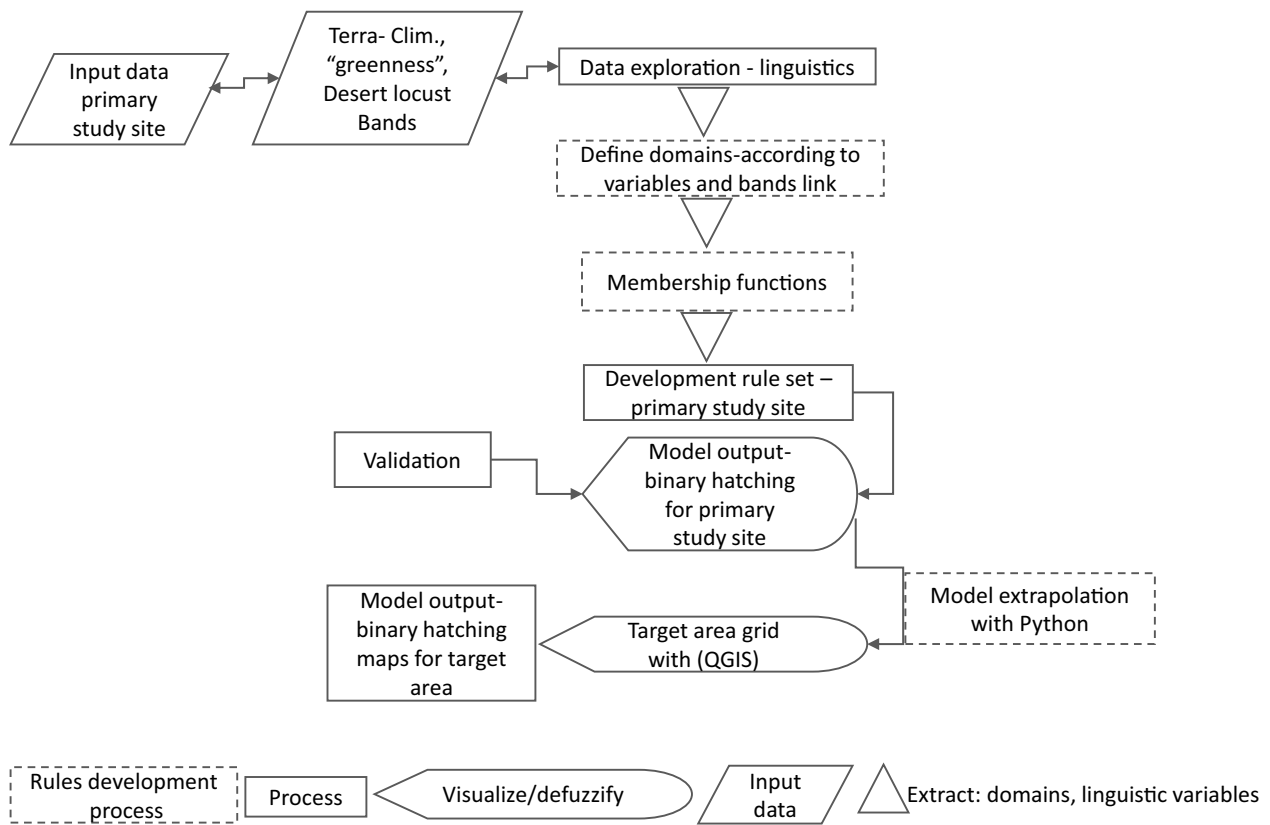 Input data
primary
study site
Terra- Clim.,
“greenness”,
Desert locust
Bands
Data exploration - linguistics
Define domains-according to
variables and bands link
Membership functions
Development rule set –
primary study site
Validation
Model output-
binary hatching
for primary
study site
Model extrapolation
with Python
Target area grid
with (QGIS)
Model output-
binary hatching
maps for target
area
Rules development
process
Process
Visualize/defuzzify
Input
data
Extract: domains, linguistic variables